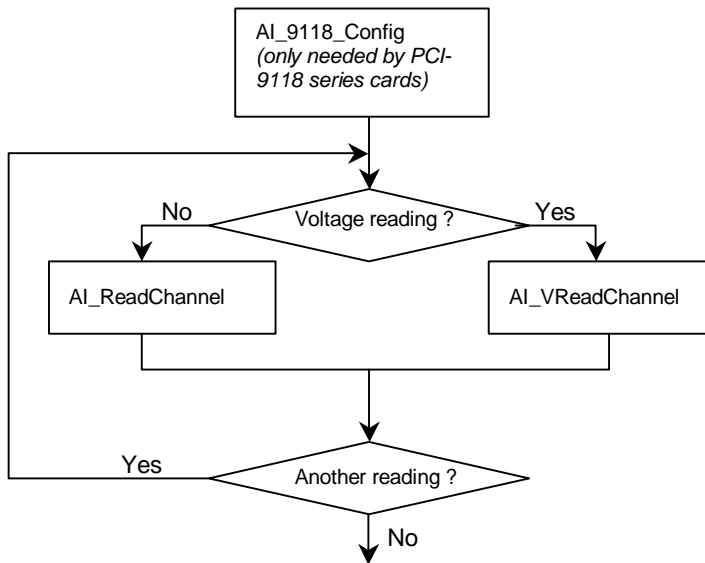 AI_9118_Config
(only needed by PCI-
9118 series cards)
Voltage reading ?
No
Yes
AI_ReadChannel
AI_VReadChannel
Yes
Another reading ?
No